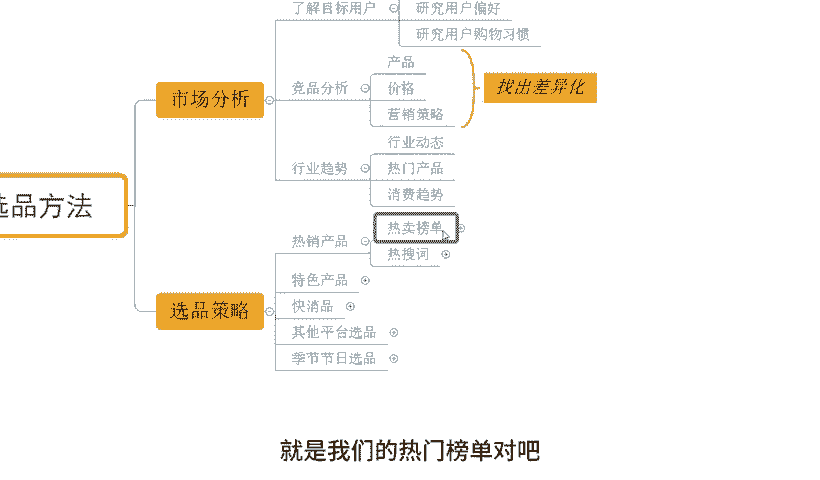 了解目标用户
研究用户偏好
研究用户购物习惯
市场分析
竞品分析
产品
价格
营销策略
找出差异化
行业趋势
行业动态
热门产品
消费趋势
选品方法
选品策略
热销产品
热卖榜单
热搜词
特色产品
快消品
其他平台选品
季节节日选品
就是我们的热门榜单对吧